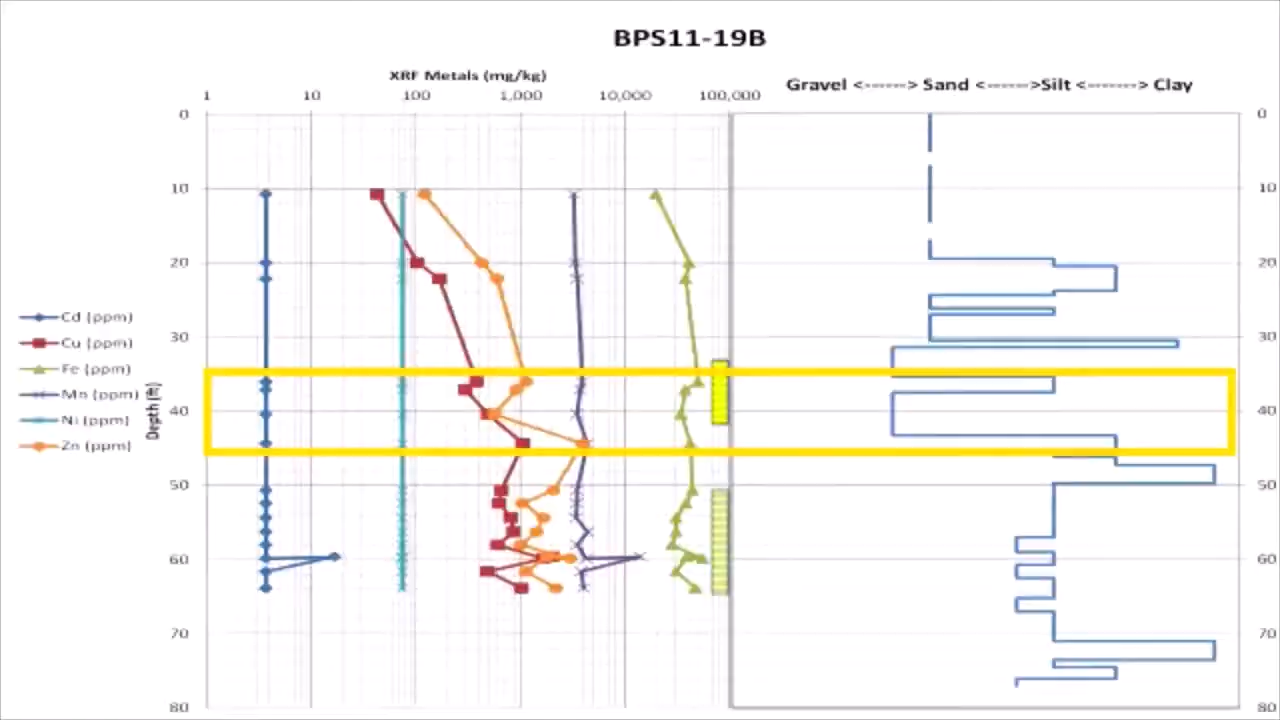 BPS11-19B
XRF Metals (mg/kg)
1 10 100 1,000 10,000 100,000
Gravel <------> Sand <------>Silt <-------> Clay
0 0
10 10
20 20
30 30
40 40
50 50
60 60
70 70
80 80
Depth (ft)
Cd (ppm)
Cu (ppm)
Fe (ppm)
Mn (ppm)
Ni (ppm)
Zn (ppm)